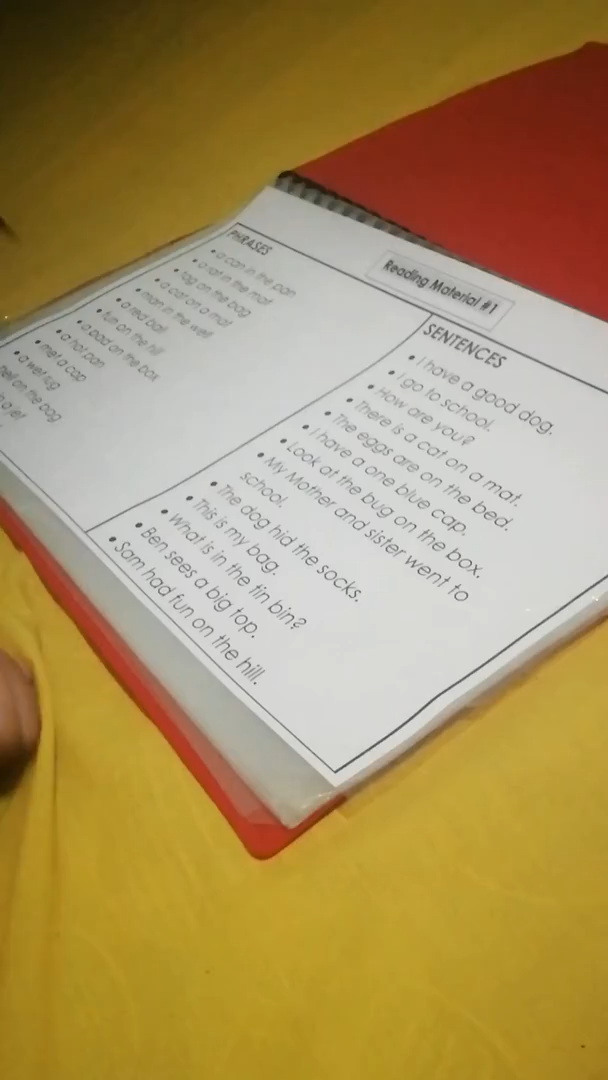 Reading Material #1
PHRASES
• a can in the pan
• a rat in the mat
• rag on the bag
• a cat on a mat
• man in the well
• a red ball
• fun on the hill
• a pad on the box
• a hot pan
• met a cap
• a wet rug
on the bag
SENTENCES
• I have a good dog.
• I go to school.
• How are you?
• There is a cat on a mat.
• The eggs are on the bed.
• I have a one blue cap.
• Look at the bug on the box.
• My Mother and sister went to
school.
• The dog hid the socks.
• This is my bag.
• What is in the tin bin?
• Ben sees a big top.
• Sam had fun on the hill.